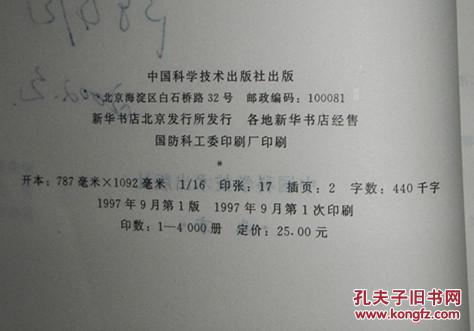 中国科学技术出版社出版
北京海淀区白石桥路32号 邮政编码：100081
新华书店北京发行所发行 各地新华书店经售
国防科工委印刷厂印刷
*
开本：787毫米×1092毫米 1/16 印张：17 插页：2 字数：440千字
1997年9月第1版 1997年9月第1次印刷
印数：1—4000册 定价：25.00元
孔夫子旧书网
www.kongfz.com